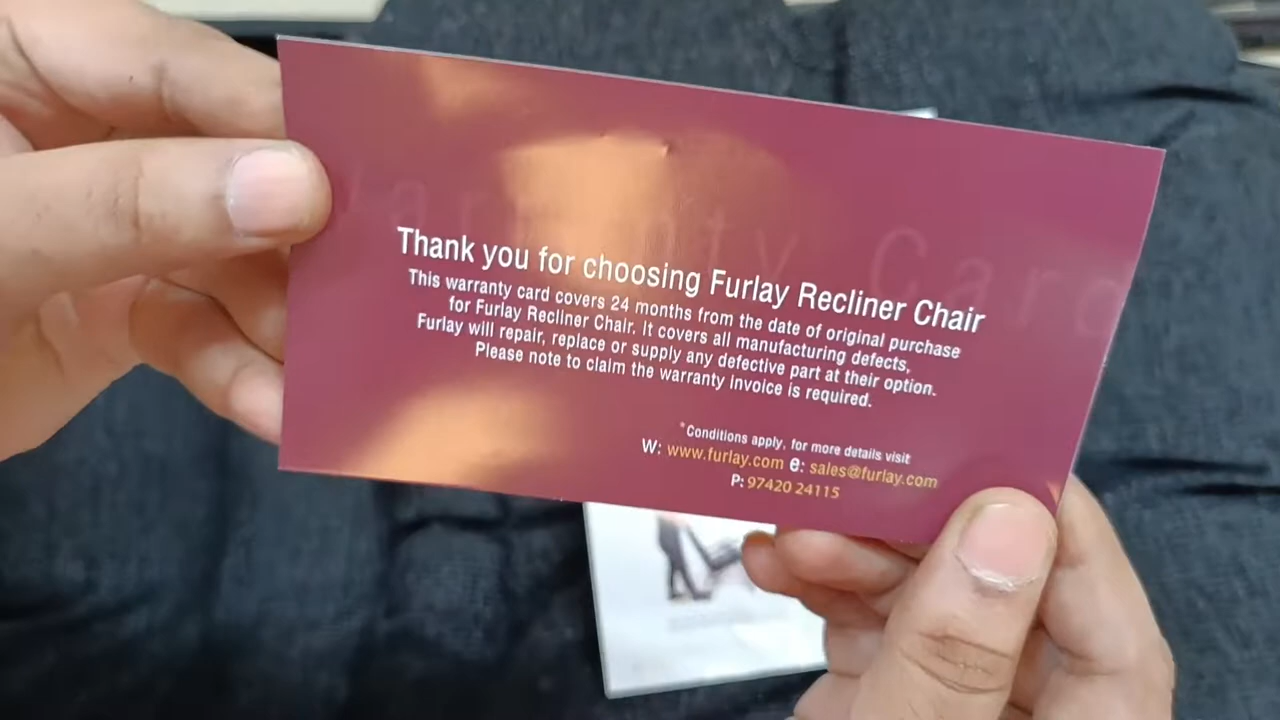 Warranty Card
Thank you for choosing Furlay Recliner Chair
This warranty card covers 24 months from the date of original purchase
for Furlay Recliner Chair. It covers all manufacturing defects,
Furlay will repair, replace or supply any defective part at their option.
Please note to claim the warranty invoice is required.
*Conditions apply, for more details visit
W: www.furlay.com e: sales@furlay.com
P: 97420 24115